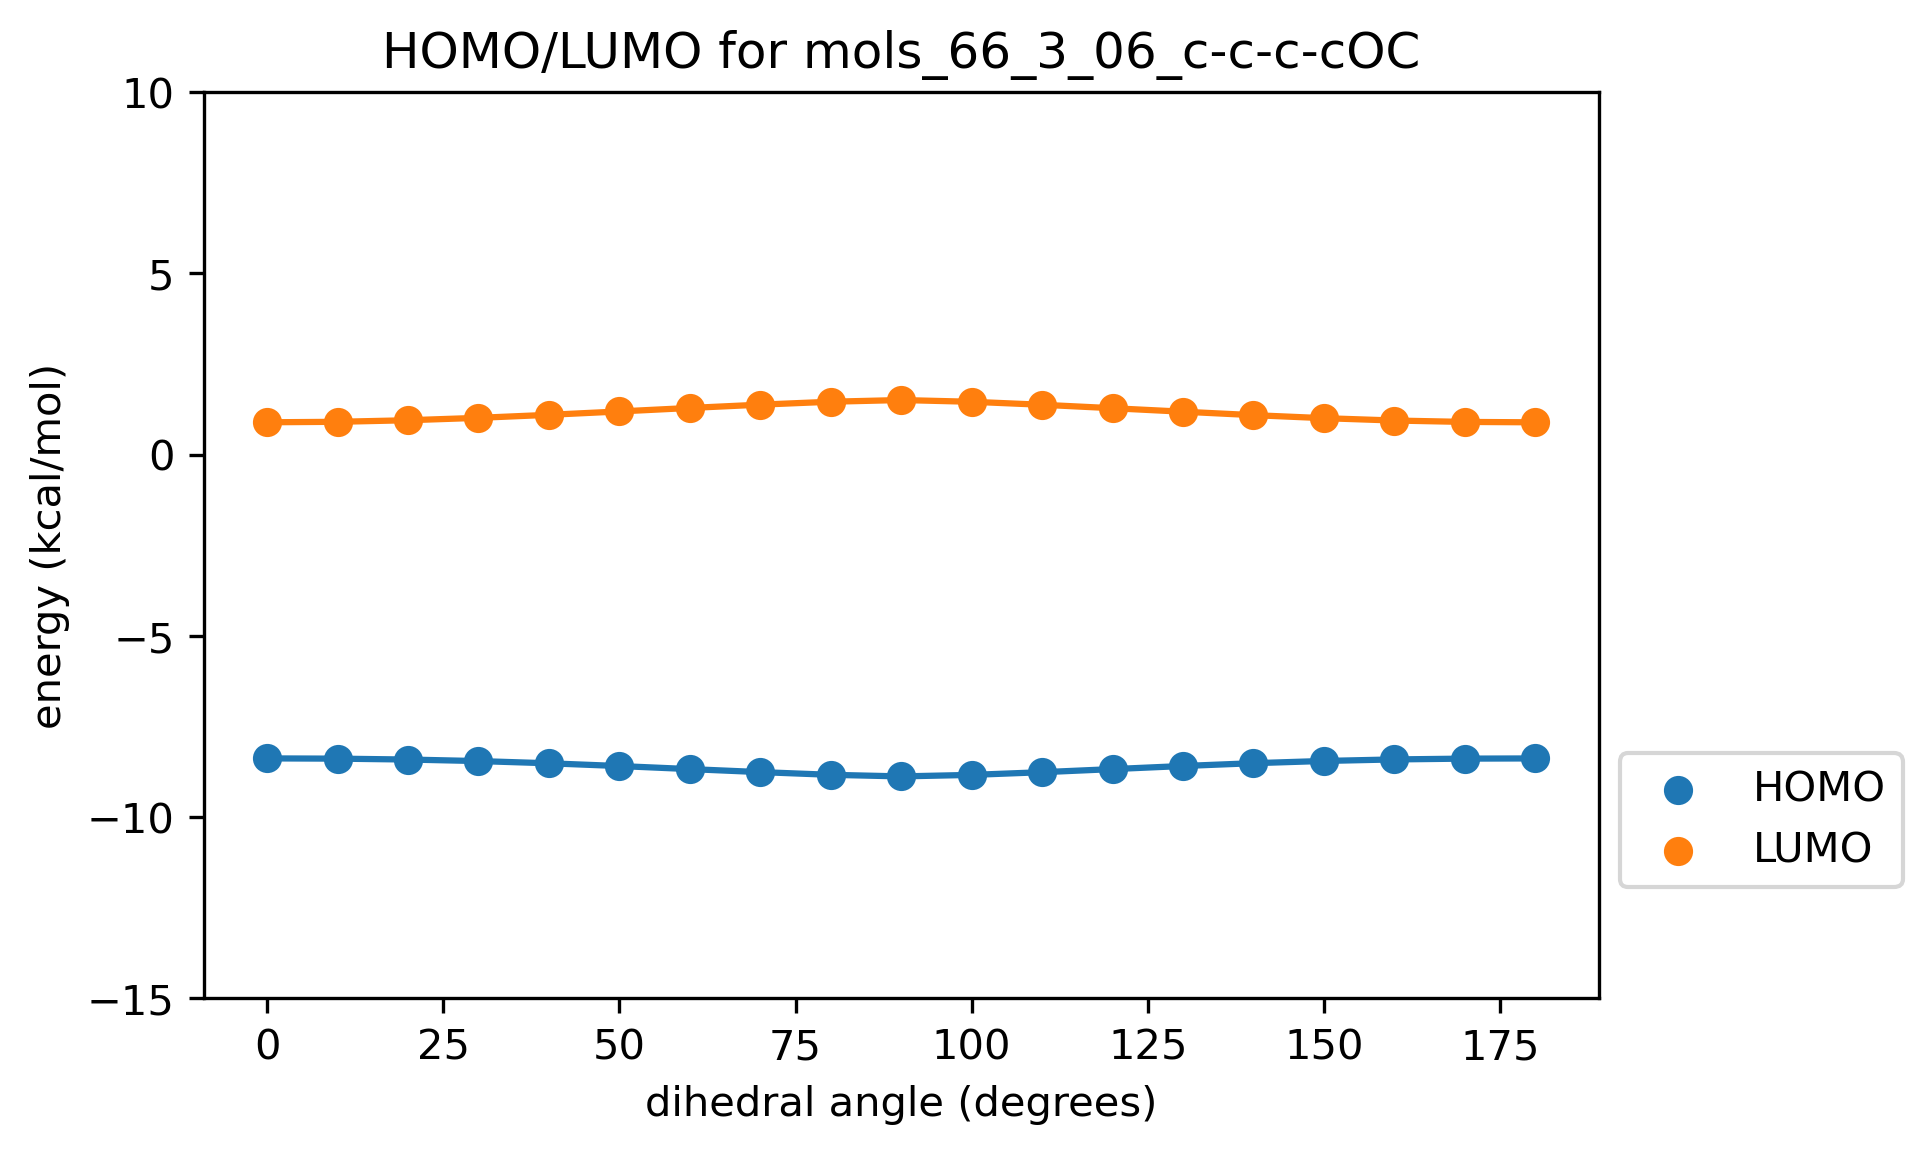 HOMO/LUMO for mols_66_3_06_c-c-c-cOC
10
5
0
−5
−10
−15
energy (kcal/mol)
0 25 50 75 100 125 150 175
dihedral angle (degrees)
HOMO
LUMO